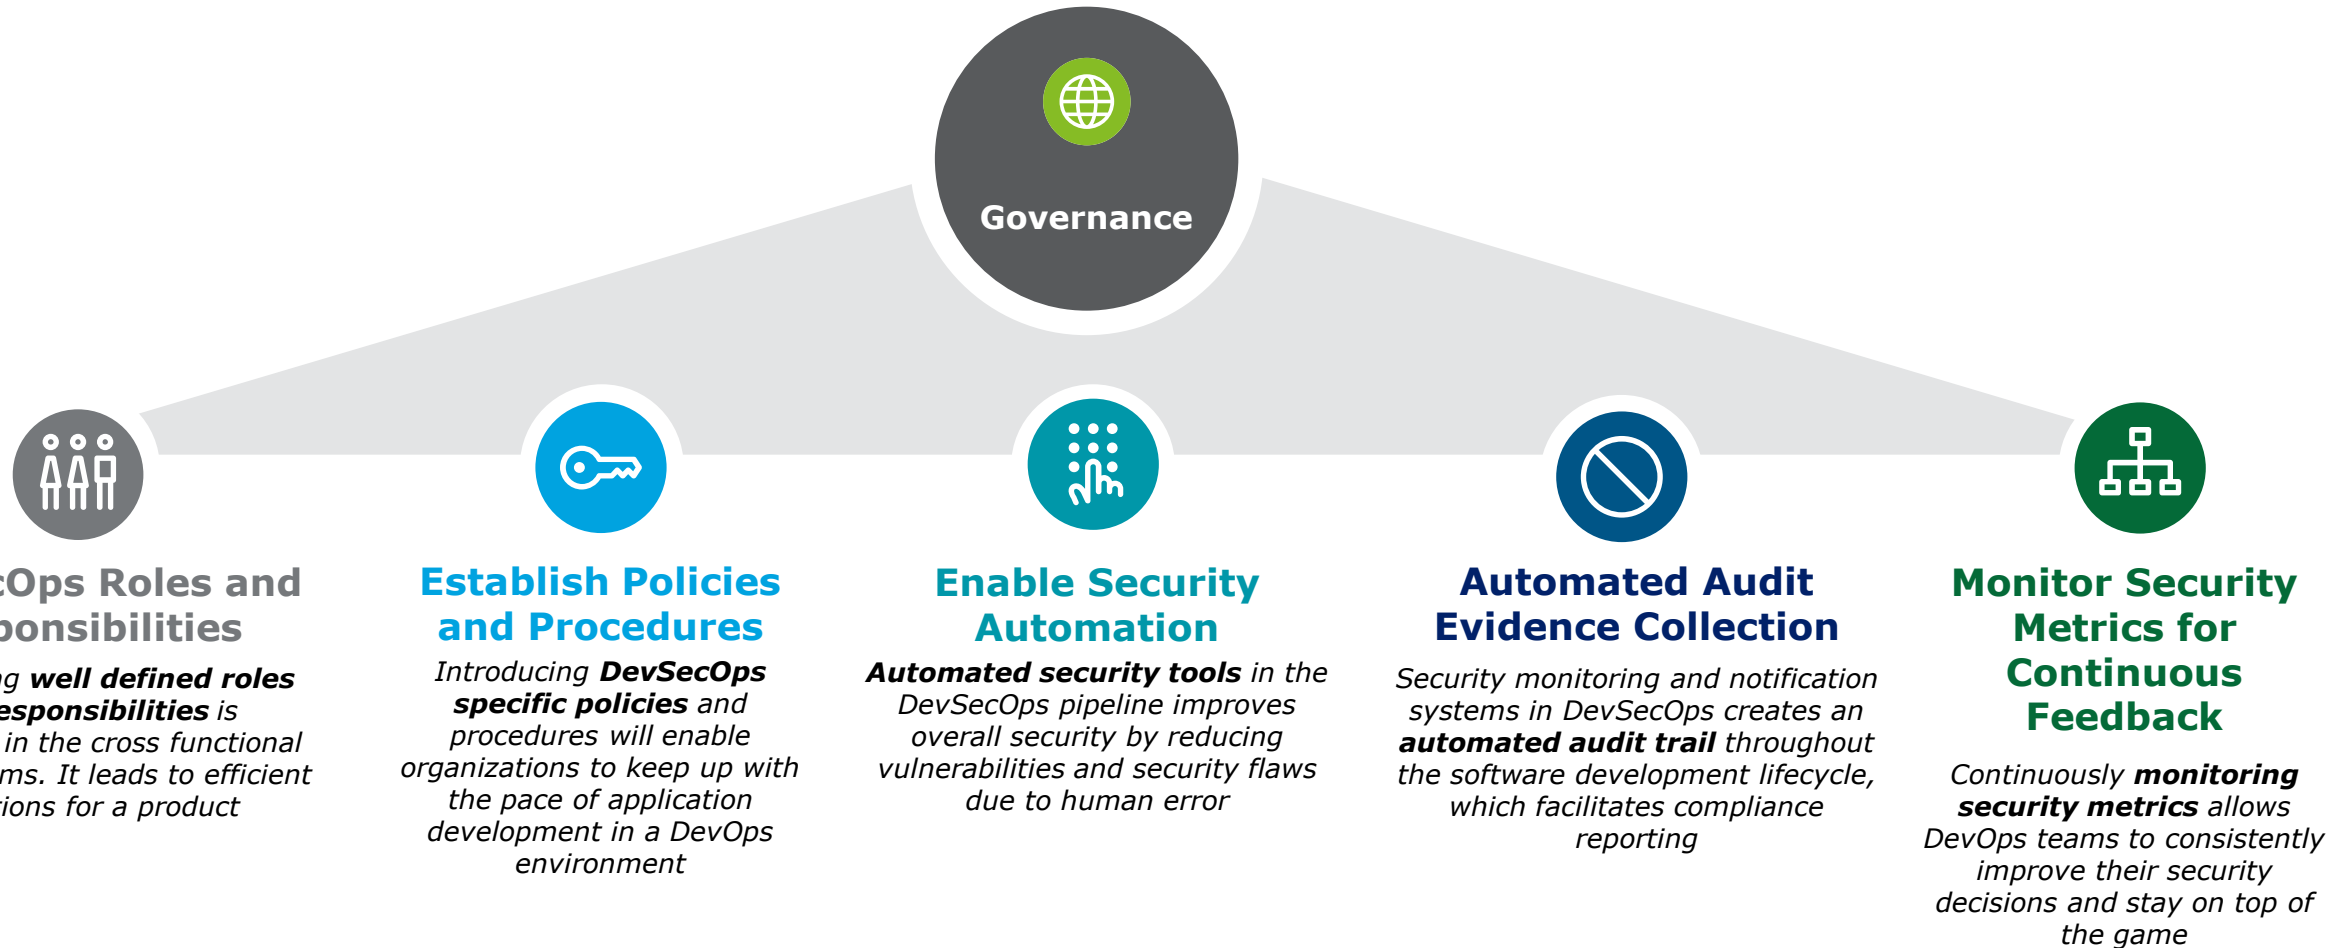 Governance
cOps Roles and
ponsibilities
g well defined roles
esponsibilities is
in the cross functional
ms. It leads to efficient
ions for a product
Establish Policies
and Procedures
Introducing DevSecOps
specific policies and
procedures will enable
organizations to keep up with
the pace of application
development in a DevOps
environment
Enable Security
Automation
Automated security tools in the
DevSecOps pipeline improves
overall security by reducing
vulnerabilities and security flaws
due to human error
Automated Audit
Evidence Collection
Security monitoring and notification
systems in DevSecOps creates an
automated audit trail throughout
the software development lifecycle,
which facilitates compliance
reporting
Monitor Security
Metrics for
Continuous
Feedback
Continuously monitoring
security metrics allows
DevOps teams to consistently
improve their security
decisions and stay on top of
the game